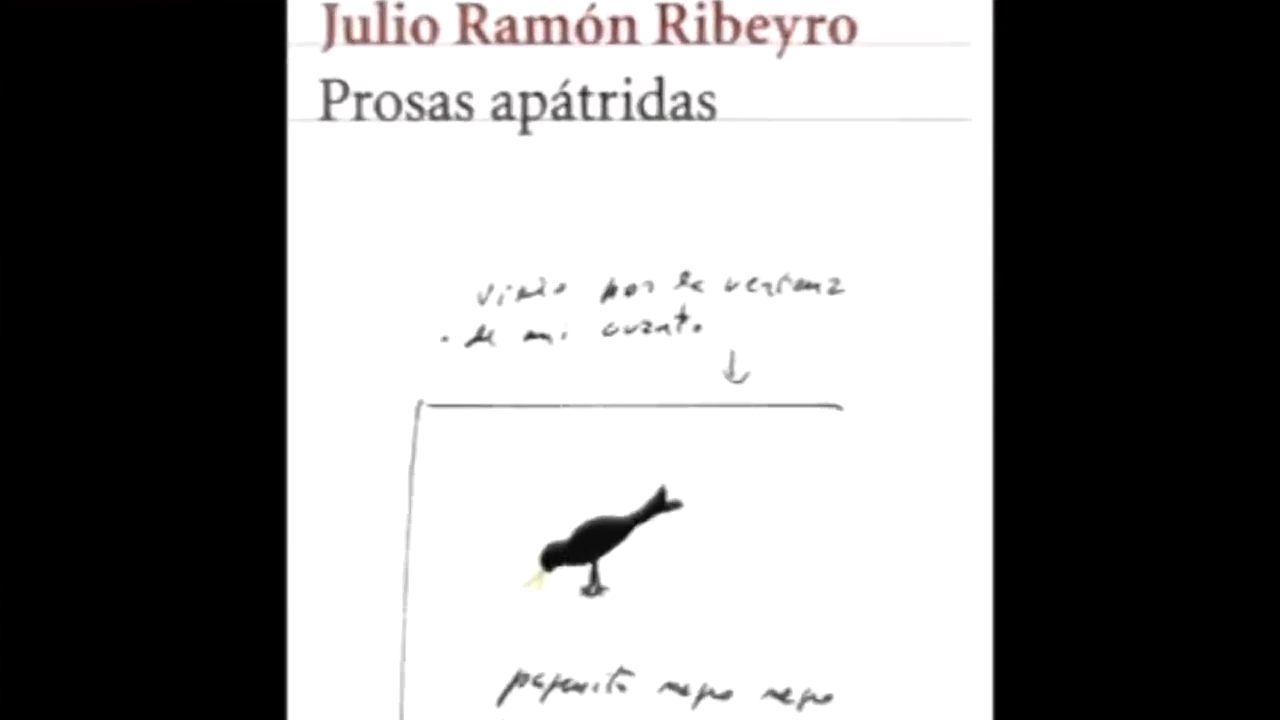 Julio Ramón Ribeyro
Prosas apátridas
visto por la ventana
de mi cuarto
pajarito negro negro